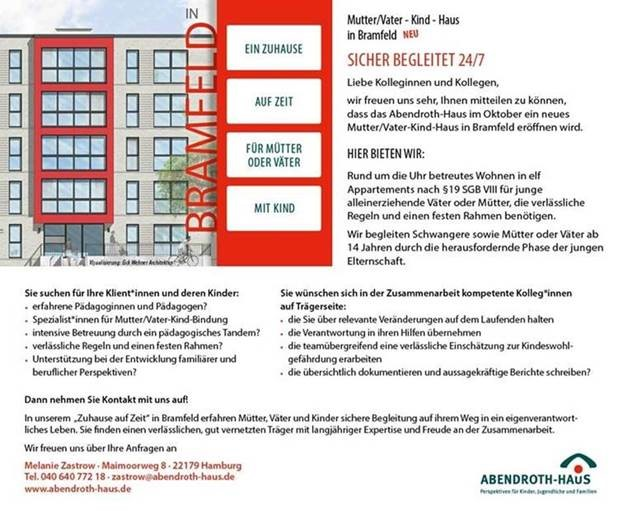 IN
BRAMFELD
EIN ZUHAUSE
AUF ZEIT
FÜR MÜTTER
ODER VÄTER
MIT KIND
Visualisierung: Gck Wehner Architektur
Mutter/Vater - Kind - Haus
in Bramfeld NEU
SICHER BEGLEITET 24/7
Liebe Kolleginnen und Kollegen,
wir freuen uns sehr, Ihnen mitteilen zu können,
dass das Abendroth-Haus im Oktober ein neues
Mutter/Vater-Kind-Haus in Bramfeld eröffnen wird.
HIER BIETEN WIR:
Rund um die Uhr betreutes Wohnen in elf
Appartements nach §19 SGB VIII für junge
alleinerziehende Väter oder Mütter, die verlässliche
Regeln und einen festen Rahmen benötigen.
Wir begleiten Schwangere sowie Mütter oder Väter ab
14 Jahren durch die herausfordernde Phase der jungen
Elternschaft.
Sie suchen für Ihre Klient*innen und deren Kinder:
• erfahrene Pädagoginnen und Pädagogen?
• Spezialist*innen für Mutter/Vater-Kind-Bindung
• intensive Betreuung durch ein pädagogisches Tandem?
• verlässliche Regeln und einen festen Rahmen?
• Unterstützung bei der Entwicklung familiärer und
beruflicher Perspektiven?
Sie wünschen sich in der Zusammenarbeit kompetente Kolleg*innen
auf Trägerseite:
• die Sie über relevante Veränderungen auf dem Laufenden halten
• die Verantwortung in ihren Hilfen übernehmen
• die teamübergreifend eine verlässliche Einschätzung zur Kindeswohl-
gefährdung erarbeiten
• die übersichtlich dokumentieren und aussagekräftige Berichte schreiben?
Dann nehmen Sie Kontakt mit uns auf!
In unserem „Zuhause auf Zeit" in Bramfeld erfahren Mütter, Väter und Kinder sichere Begleitung auf ihrem Weg in ein eigenverantwort-
liches Leben. Sie finden einen verlässlichen, gut vernetzten Träger mit langjähriger Expertise und Freude an der Zusammenarbeit.
Wir freuen uns über Ihre Anfragen an
Melanie Zastrow · Maimoorweg 8 · 22179 Hamburg
Tel. 040 640 772 18 · zastrow@abendroth-haus.de
www.abendroth-haus.de
ABENDROTH-HAUS
Perspektiven für Kinder, Jugendliche und Familien